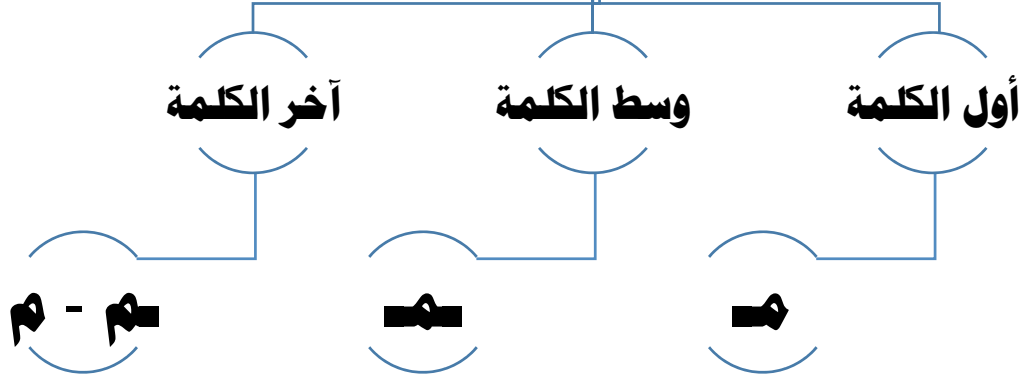 أول الكلمة
وسط الكلمة
آخر الكلمة
مـ
ـمـ
ـم - م